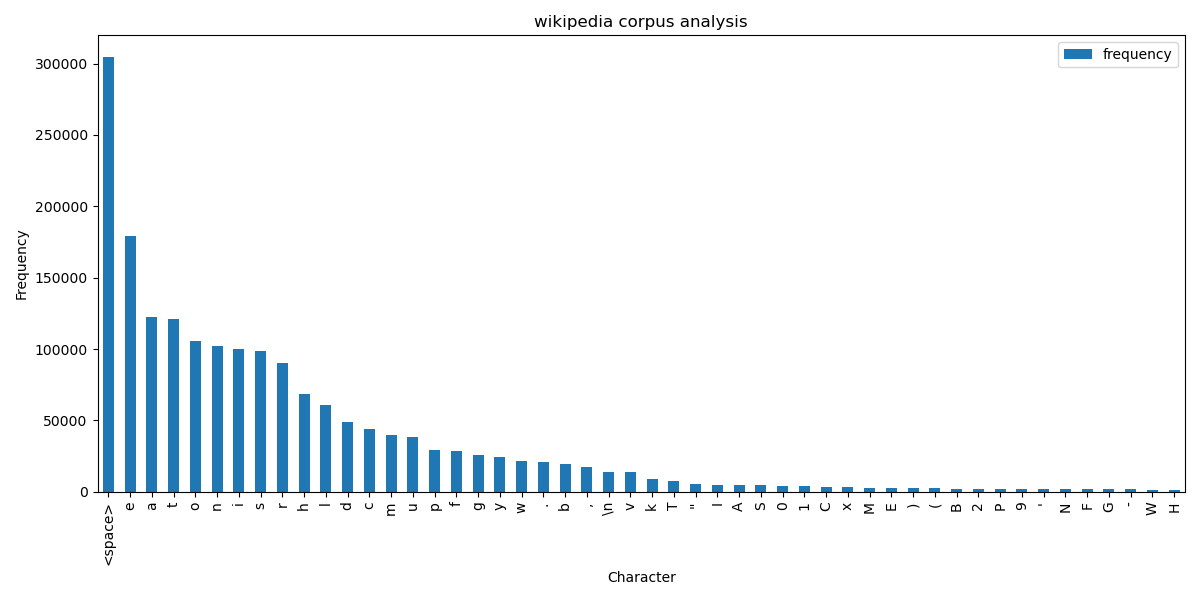 wikipedia corpus analysis
frequency
300000
250000
200000
150000
100000
50000
0
Frequency
<space> e a t o n i s r h l d c m u p f g y w . b , \n v k T " I A S 0 1 C x M E ) ( B 2 P 9 ' N F G - W H
Character